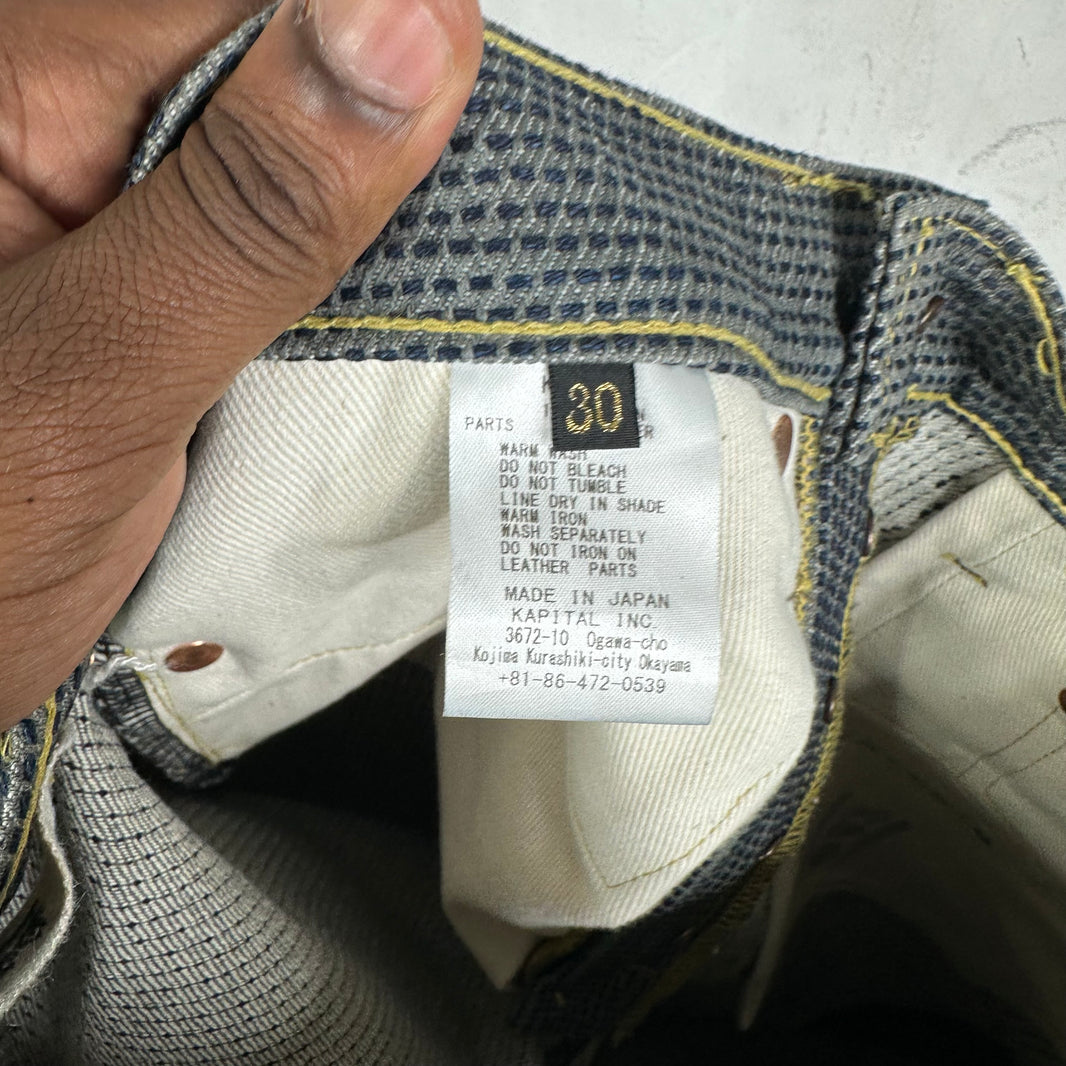 30
PARTS
WARM WASH
DO NOT BLEACH
DO NOT TUMBLE
LINE DRY IN SHADE
WARM IRON
WASH SEPARATELY
DO NOT IRON ON
LEATHER PARTS
MADE IN JAPAN
KAPITAL INC.
3672-10 Ogawa-cho
Kojima Kurashiki-city Okayama
+81-86-472-0539